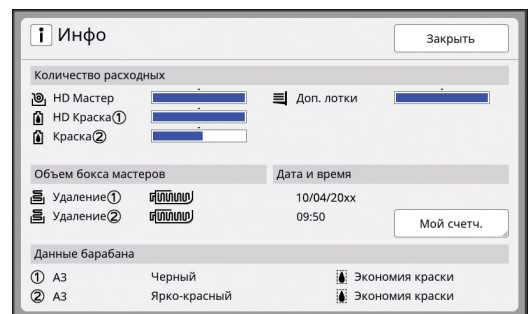 i Инфо
Закрыть
Количество расходных
HD Мастер
Доп. лотки
HD Краска①
Краска②
Объем бокса мастеров
Дата и время
Удаление①
10/04/20xx
Удаление②
09:50
Мой счетч.
Данные барабана
① A3 Черный Экономия краски
② A3 Ярко-красный Экономия краски